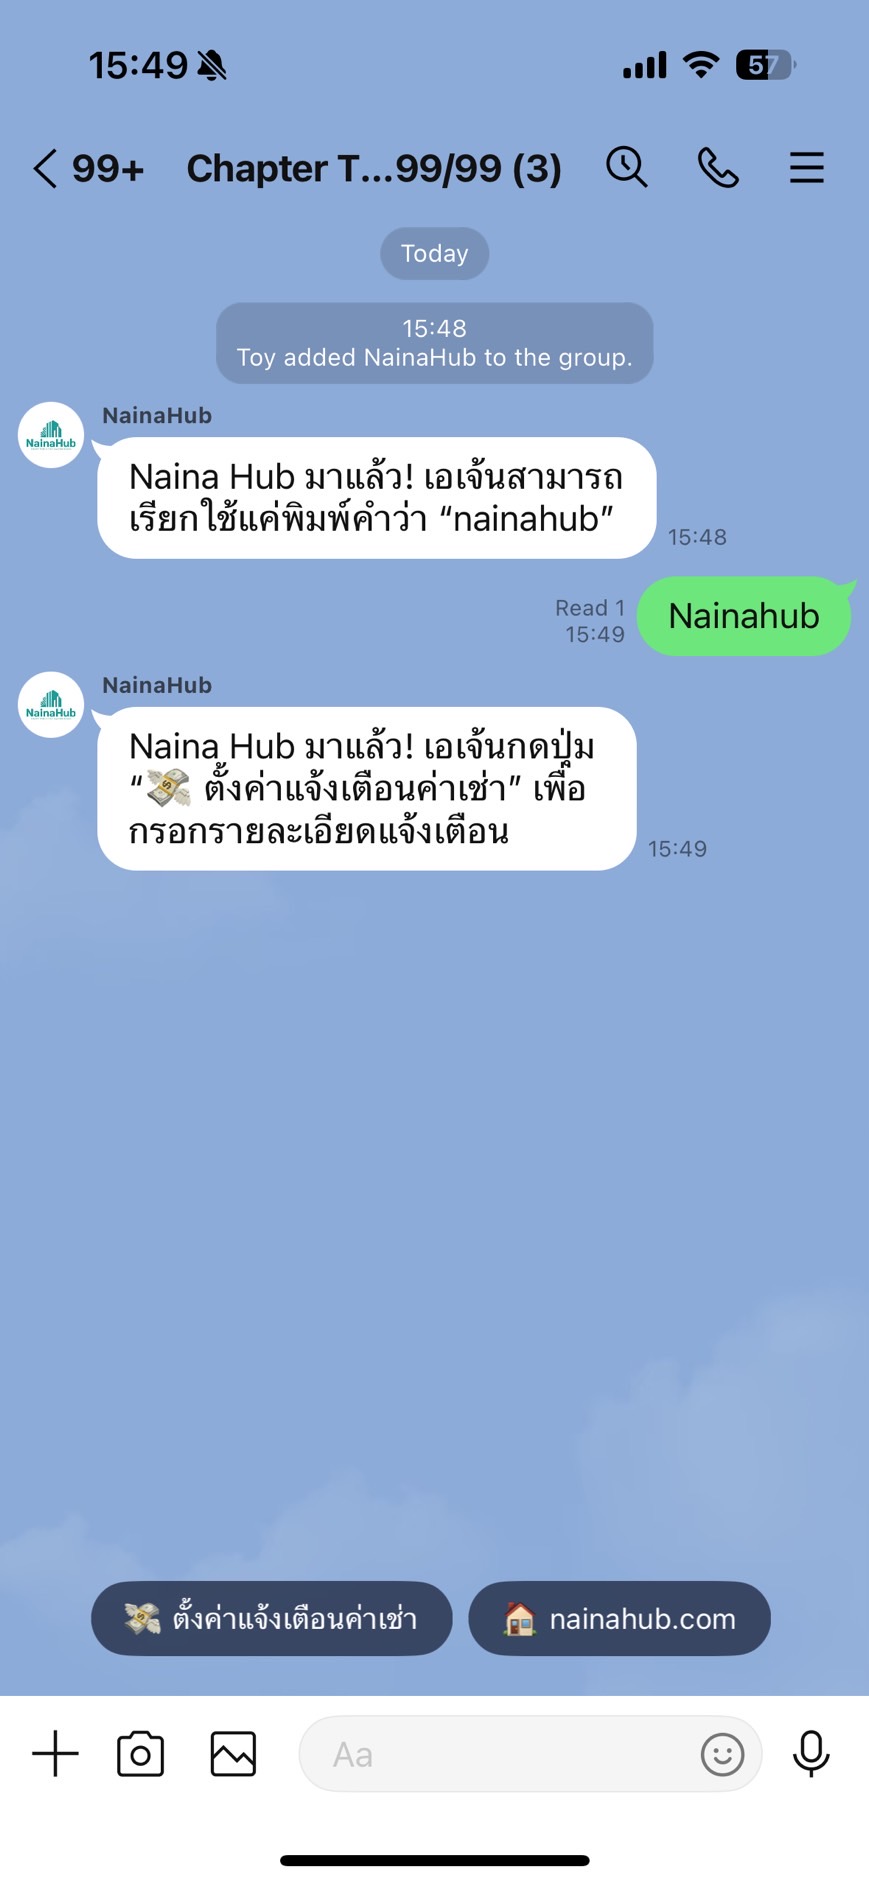 15:49
57
99+ Chapter T...99/99 (3)
Today
15:48
Toy added NainaHub to the group.
NainaHub
NainaHub
Naina Hub มาแล้ว! เอเจ้นสามารถ
เรียกใช้แค่พิมพ์คำว่า “nainahub”
15:48
Read 1
15:49
Nainahub
NainaHub
NainaHub
Naina Hub มาแล้ว! เอเจ้นกดปุ่ม
“💸 ตั้งค่าแจ้งเตือนค่าเช่า” เพื่อ
กรอกรายละเอียดแจ้งเตือน
15:49
💸 ตั้งค่าแจ้งเตือนค่าเช่า
🏠 nainahub.com
Aa